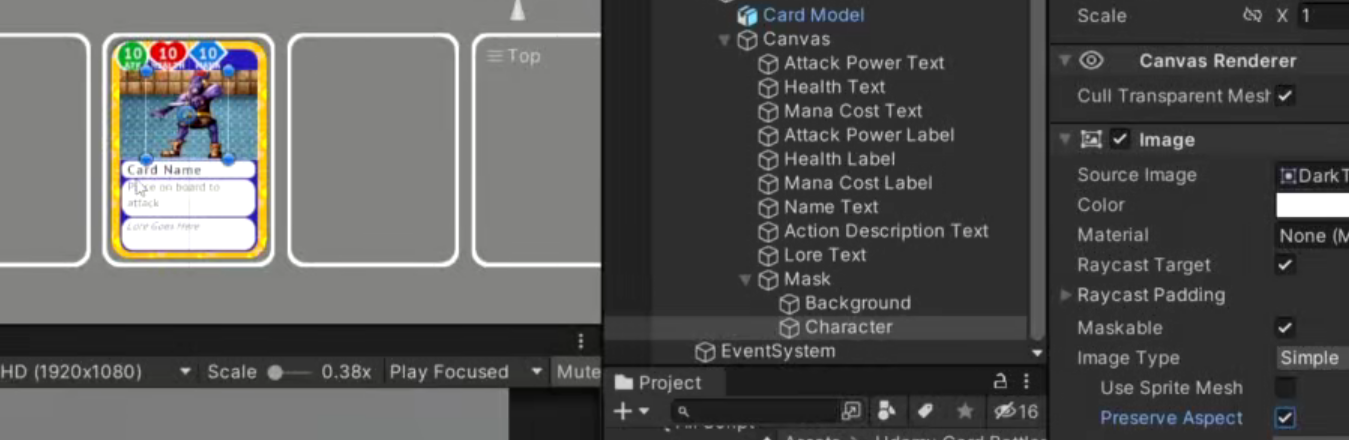 10 10 10
Top
Card Name
on board to
attack
Lore Goes Here
HD (1920x1080)
Scale
0.38x
Play Focused
Mute
Card Model
Canvas
Attack Power Text
Health Text
Mana Cost Text
Attack Power Label
Health Label
Mana Cost Label
Name Text
Action Description Text
Lore Text
Mask
Background
Character
EventSystem
Project
16
Scale
X 1
Canvas Renderer
Cull Transparent Mesh
Image
Source Image
DarkT
Color
Material
None (M
Raycast Target
Raycast Padding
Maskable
Image Type
Simple
Use Sprite Mesh
Preserve Aspect